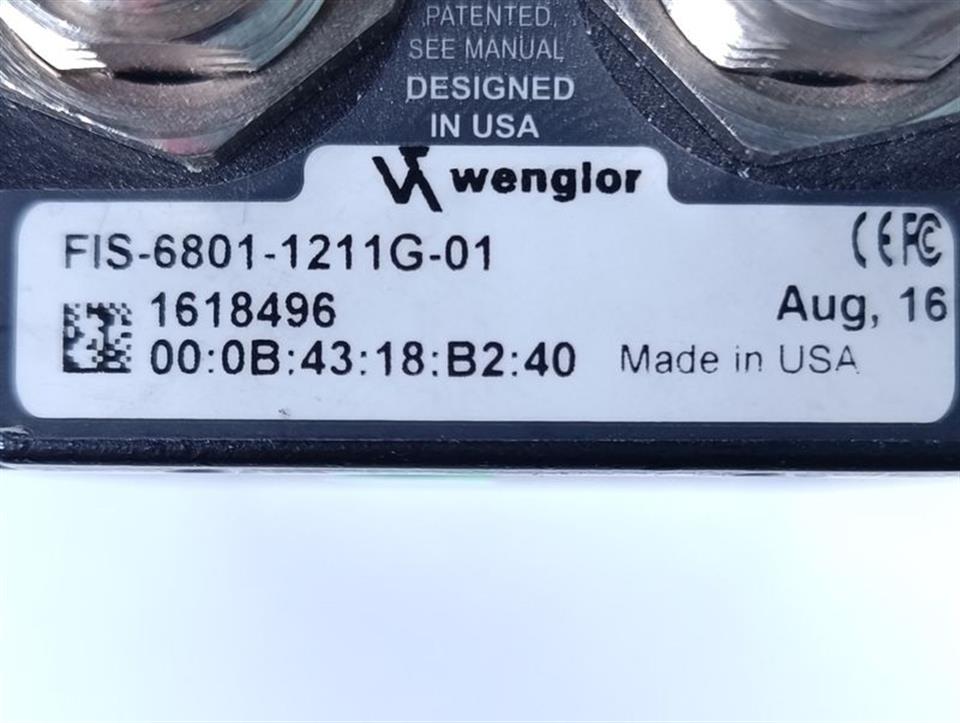 PATENTED.
SEE MANUAL
DESIGNED
IN USA
wenglor
FIS-6801-1211G-01
CE FC
1618496
Aug, 16
00:0B:43:18:B2:40
Made in USA